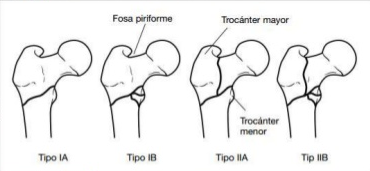 Fosa piriforme
Trocánter mayor
Trocánter
menor
Tipo IA
Tipo IB
Tipo IIA
Tip IIB